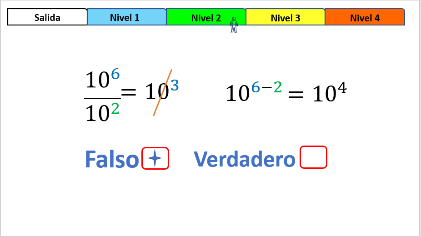 Salida Nivel 1 Nivel 2 Nivel 3 Nivel 4
10⁶/10² = 10³ 10⁶⁻² = 10⁴
Falso Verdadero